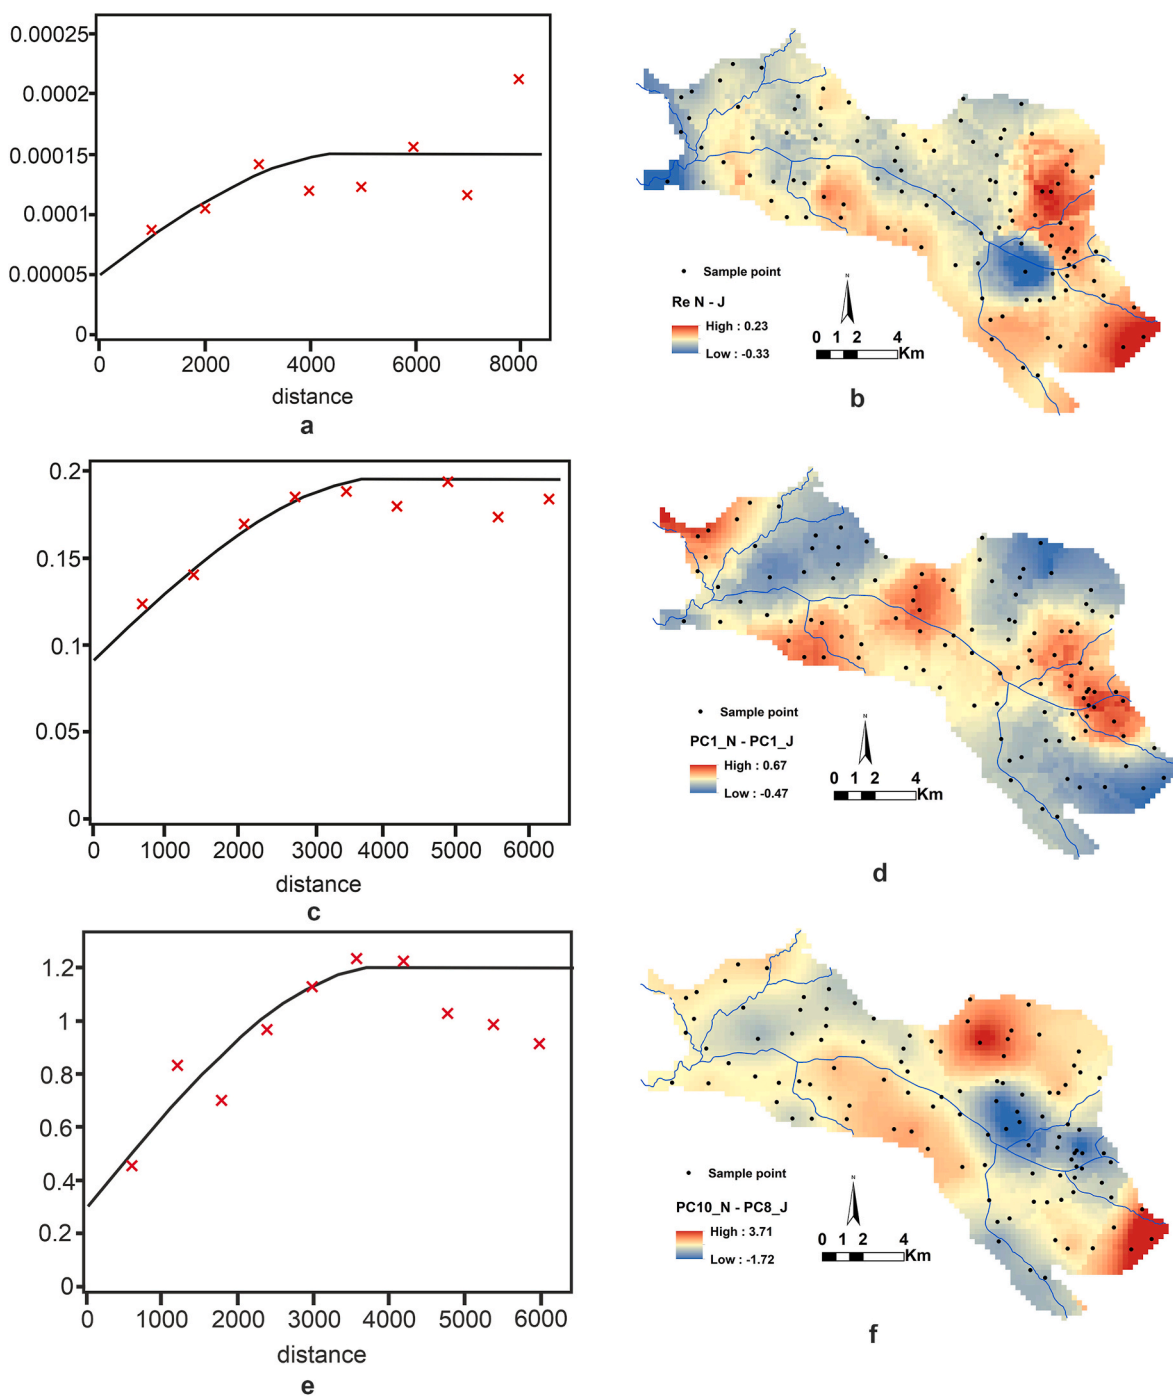 0.00025
0.0002
0.00015
0.0001
0.00005
0
0 2000 4000 6000 8000
distance
a
N
Sample point
Re N - J
High : 0.23
Low : -0.33
0 1 2 4
Km
b
0.2
0.15
0.1
0.05
0
0 1000 2000 3000 4000 5000 6000
distance
c
N
Sample point
PC1_N - PC1_J
High : 0.67
Low : -0.47
0 1 2 4
Km
d
1.2
1
0.8
0.6
0.4
0.2
0
0 1000 2000 3000 4000 5000 6000
distance
e
N
Sample point
PC10_N - PC8_J
High : 3.71
Low : -1.72
0 1 2 4
Km
f